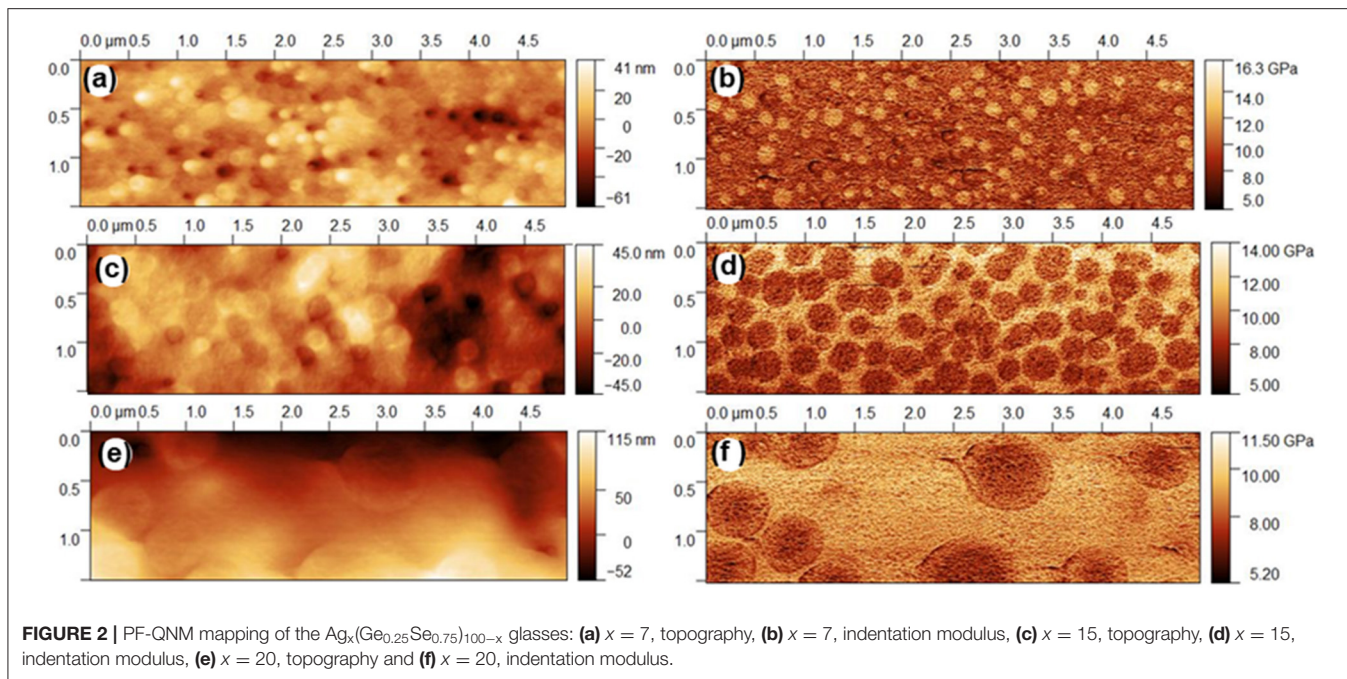 0.0 µm 0.5 1.0 1.5 2.0 2.5 3.0 3.5 4.0 4.5
0.0
0.5
1.0
(a)
41 nm
20
0
−20
−61
0.0 µm 0.5 1.0 1.5 2.0 2.5 3.0 3.5 4.0 4.5
0.0
0.5
1.0
(b)
16.3 GPa
14.0
12.0
10.0
8.0
5.0
0.0 µm 0.5 1.0 1.5 2.0 2.5 3.0 3.5 4.0 4.5
0.0
0.5
1.0
(c)
45.0 nm
20.0
0.0
−20.0
−45.0
0.0 µm 0.5 1.0 1.5 2.0 2.5 3.0 3.5 4.0 4.5
0.0
0.5
1.0
(d)
14.00 GPa
12.00
10.00
8.00
5.00
0.0 µm 0.5 1.0 1.5 2.0 2.5 3.0 3.5 4.0 4.5
0.0
0.5
1.0
(e)
115 nm
50
0
−52
0.0 µm 0.5 1.0 1.5 2.0 2.5 3.0 3.5 4.0 4.5
0.0
0.5
1.0
(f)
11.50 GPa
10.00
8.00
5.20
FIGURE 2 | PF-QNM mapping of the Agₓ(Ge₀.₂₅Se₀.₇₅)₁₀₀₋ₓ glasses: (a) x = 7, topography, (b) x = 7, indentation modulus, (c) x = 15, topography, (d) x = 15,
indentation modulus, (e) x = 20, topography and (f) x = 20, indentation modulus.